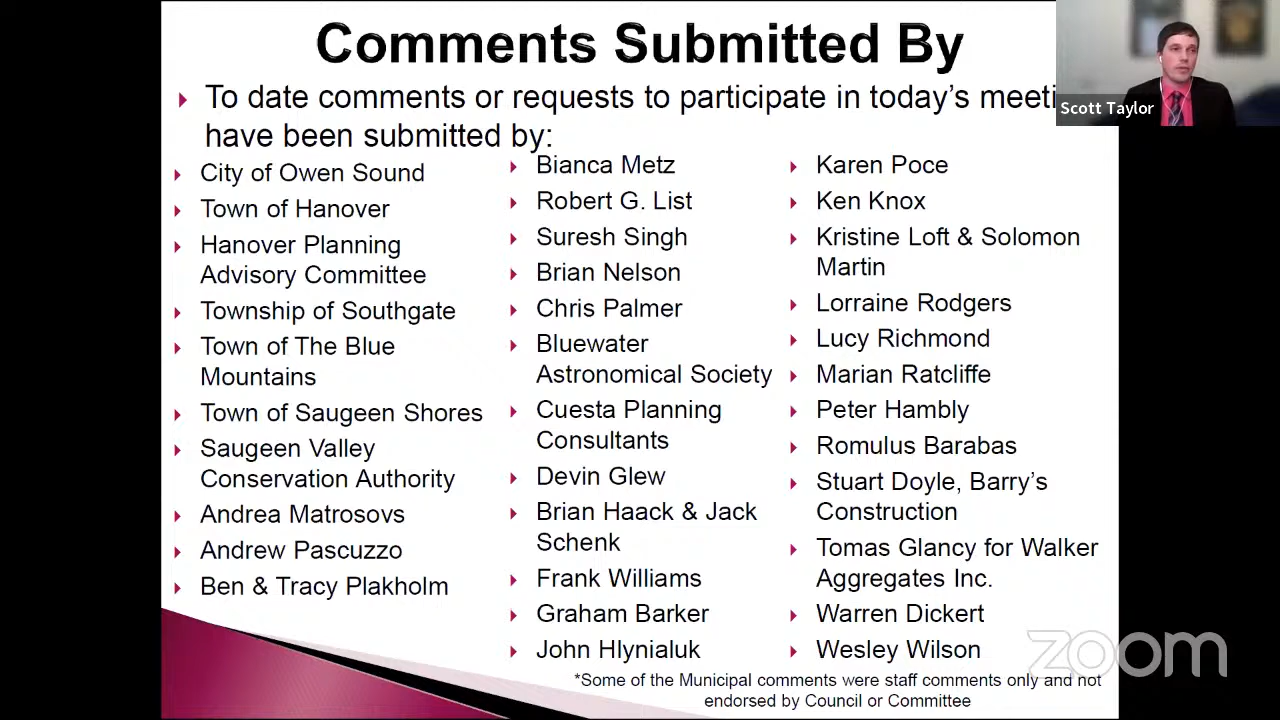 Comments Submitted By
To date comments or requests to participate in today's
have been submitted by:
City of Owen Sound
Town of Hanover
Hanover Planning
Advisory Committee
Township of Southgate
Town of The Blue
Mountains
Town of Saugeen Shores
Saugeen Valley
Conservation Authority
Andrea Matrosovs
Andrew Pascuzzo
Ben & Tracy Plakholm
Bianca Metz
Robert G. List
Suresh Singh
Brian Nelson
Chris Palmer
Bluewater
Astronomical Society
Cuesta Planning
Consultants
Devin Glew
Brian Haack & Jack
Schenk
Frank Williams
Graham Barker
John Hlynialuk
Karen Poce
Ken Knox
Kristine Loft & Solomon
Martin
Lorraine Rodgers
Lucy Richmond
Marian Ratcliffe
Peter Hambly
Romulus Barabas
Stuart Doyle, Barry's
Construction
Tomas Glancy for Walker
Aggregates Inc.
Warren Dickert
Wesley Wilson
*Some of the Municipal comments were staff comments only and not
endorsed by Council or Committee
Scott Taylor
zoom